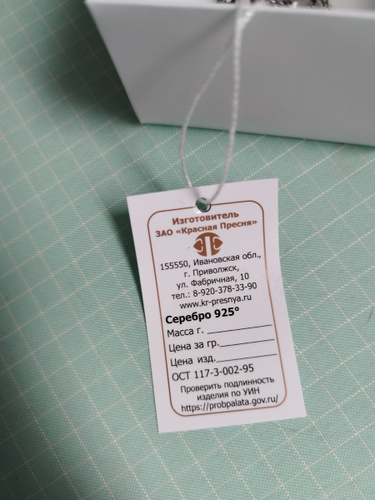 Изготовитель
ЗАО «Красная Пресня»
155550, Ивановская обл.,
г. Приволжск,
ул. Фабричная, 10
тел.: 8-920-378-33-90
www.kr-presnya.ru
Серебро 925°
Масса г.
Цена за гр.
Цена изд.
ОСТ 117-3-002-95
Проверить подлинность
изделия по УИН
https://probpalata.gov.ru/